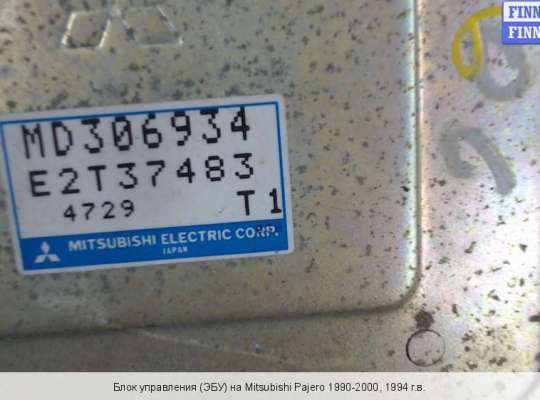 FINN
FINN
MD306934
E2T37483
4729 T1
MITSUBISHI ELECTRIC CORP.
JAPAN
Блок управления (ЭБУ) на Mitsubishi Pajero 1990-2000, 1994 г.в.